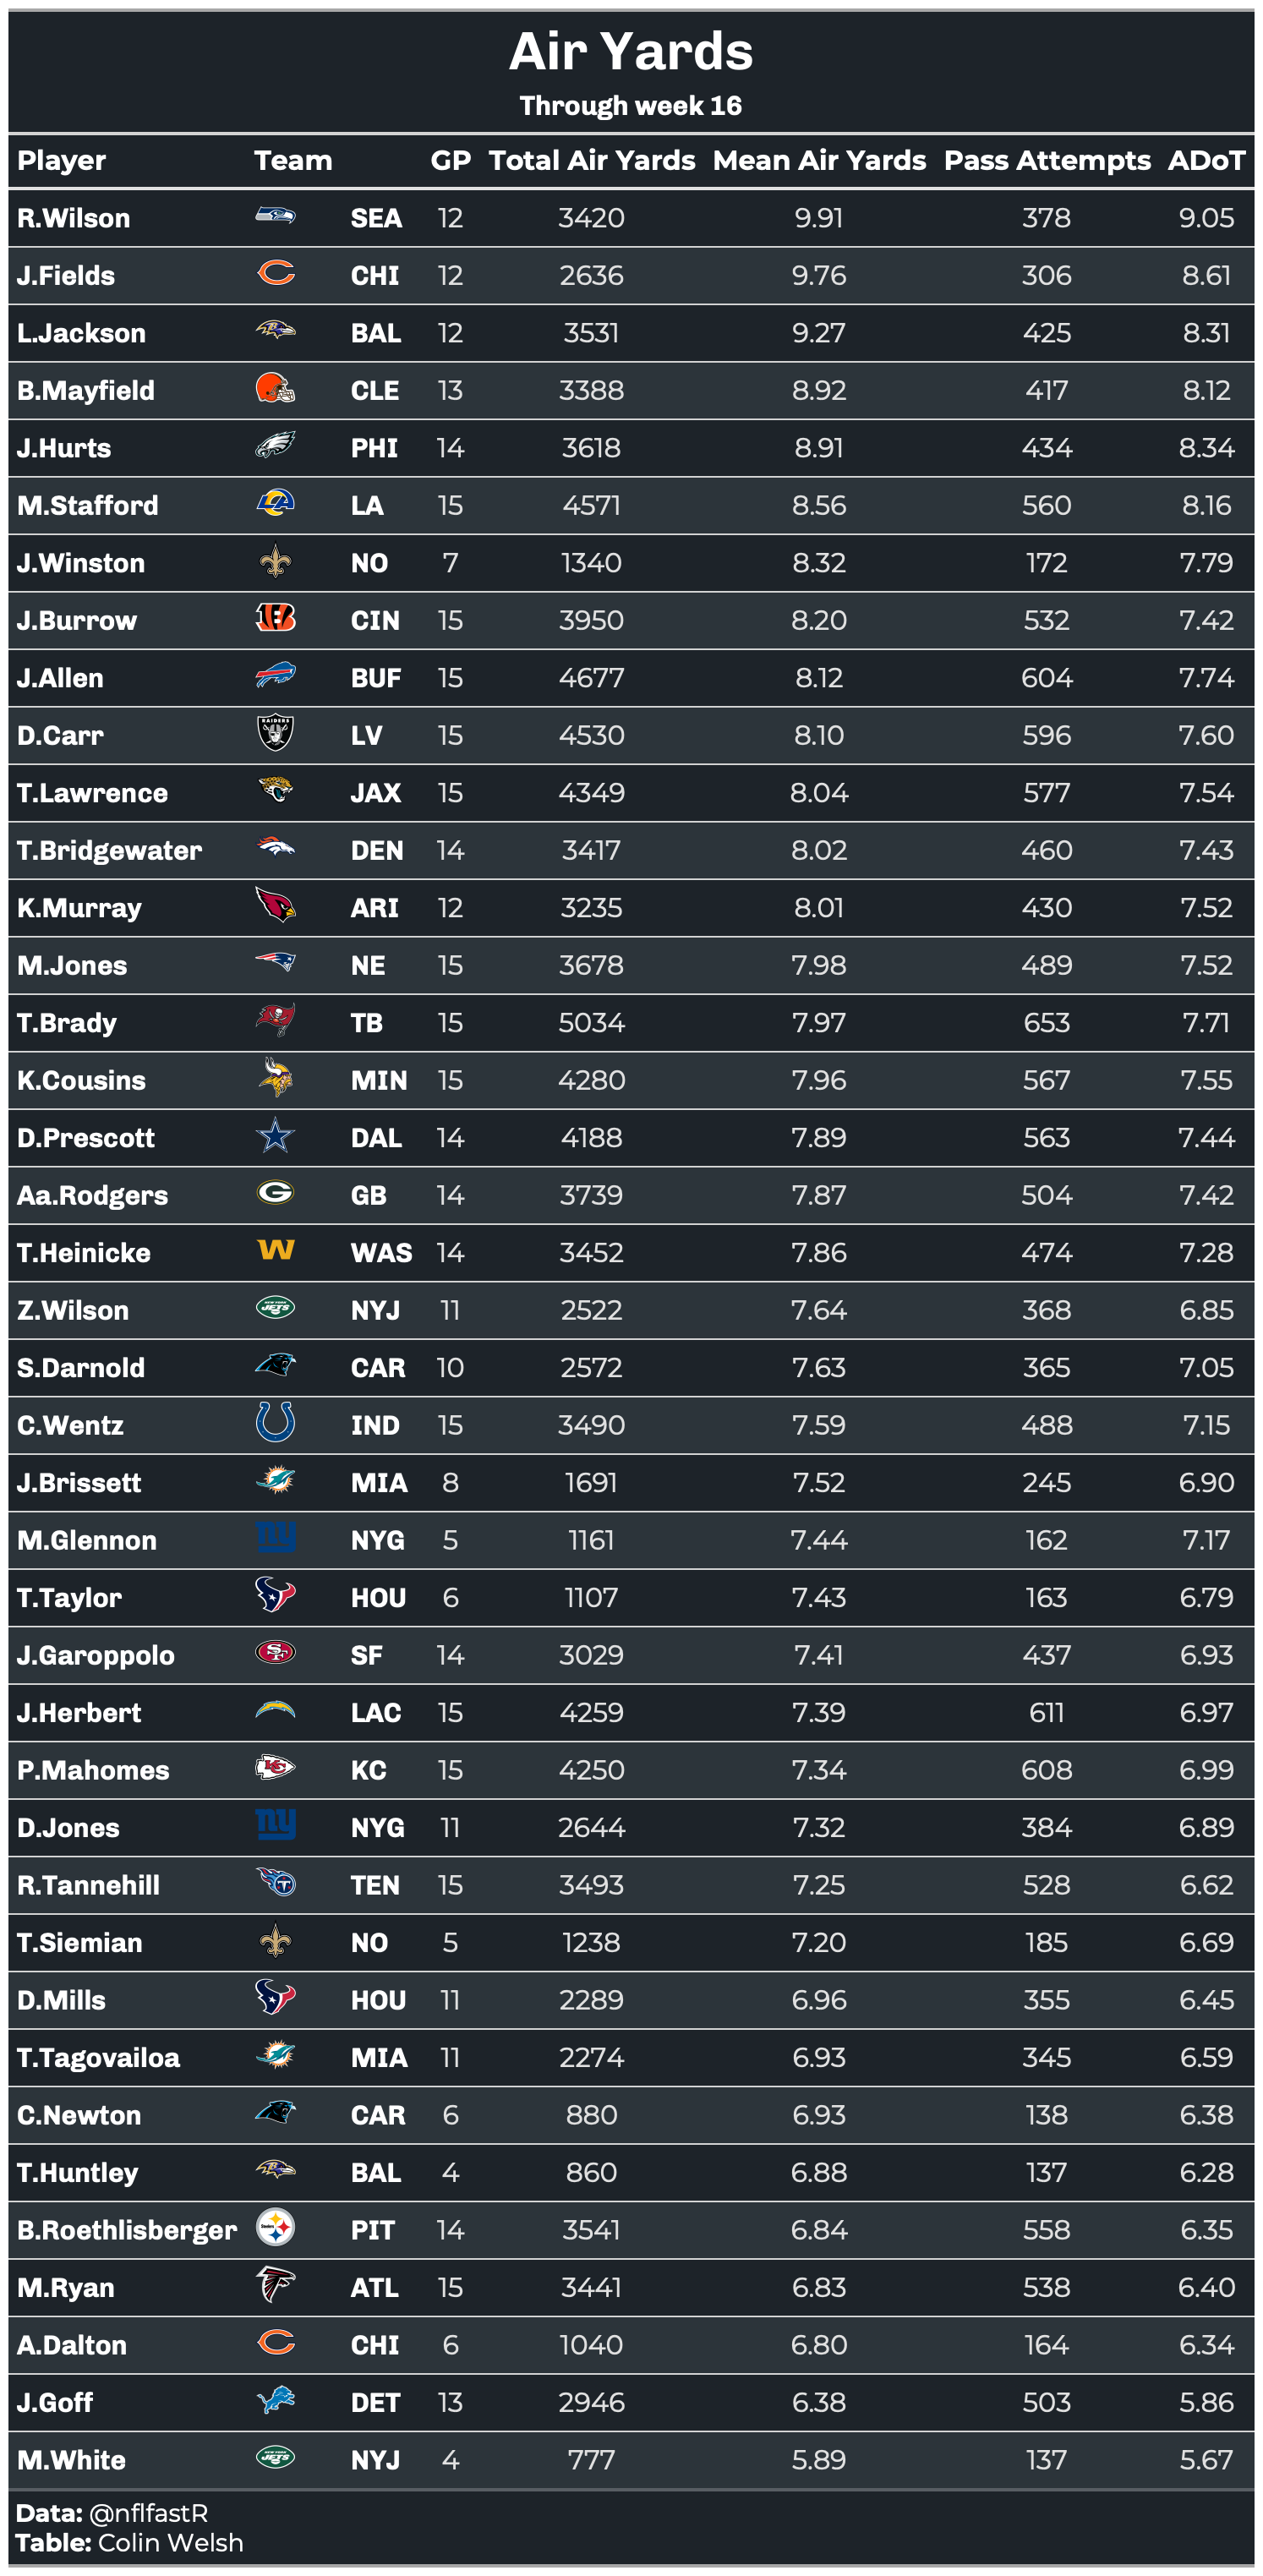 Air Yards
Through week 16
Player Team GP Total Air Yards Mean Air Yards Pass Attempts ADoT
R.Wilson SEA 12 3420 9.91 378 9.05
J.Fields CHI 12 2636 9.76 306 8.61
L.Jackson BAL 12 3531 9.27 425 8.31
B.Mayfield CLE 13 3388 8.92 417 8.12
J.Hurts PHI 14 3618 8.91 434 8.34
M.Stafford LA 15 4571 8.56 560 8.16
J.Winston NO 7 1340 8.32 172 7.79
J.Burrow CIN 15 3950 8.20 532 7.42
J.Allen BUF 15 4677 8.12 604 7.74
D.Carr RAIDERS LV 15 4530 8.10 596 7.60
T.Lawrence JAX 15 4349 8.04 577 7.54
T.Bridgewater DEN 14 3417 8.02 460 7.43
K.Murray ARI 12 3235 8.01 430 7.52
M.Jones NE 15 3678 7.98 489 7.52
T.Brady TB 15 5034 7.97 653 7.71
K.Cousins MIN 15 4280 7.96 567 7.55
D.Prescott DAL 14 4188 7.89 563 7.44
Aa.Rodgers G GB 14 3739 7.87 504 7.42
T.Heinicke W WAS 14 3452 7.86 474 7.28
Z.Wilson JETS NYJ 11 2522 7.64 368 6.85
S.Darnold CAR 10 2572 7.63 365 7.05
C.Wentz IND 15 3490 7.59 488 7.15
J.Brissett MIA 8 1691 7.52 245 6.90
M.Glennon ny NYG 5 1161 7.44 162 7.17
T.Taylor HOU 6 1107 7.43 163 6.79
J.Garoppolo SF SF 14 3029 7.41 437 6.93
J.Herbert LAC 15 4259 7.39 611 6.97
P.Mahomes KC KC 15 4250 7.34 608 6.99
D.Jones ny NYG 11 2644 7.32 384 6.89
R.Tannehill T TEN 15 3493 7.25 528 6.62
T.Siemian NO 5 1238 7.20 185 6.69
D.Mills HOU 11 2289 6.96 355 6.45
T.Tagovailoa MIA 11 2274 6.93 345 6.59
C.Newton CAR 6 880 6.93 138 6.38
T.Huntley BAL 4 860 6.88 137 6.28
B.Roethlisberger Steelers PIT 14 3541 6.84 558 6.35
M.Ryan ATL 15 3441 6.83 538 6.40
A.Dalton CHI 6 1040 6.80 164 6.34
J.Goff DET 13 2946 6.38 503 5.86
M.White JETS NYJ 4 777 5.89 137 5.67
Data: @nflfastR
Table: Colin Welsh